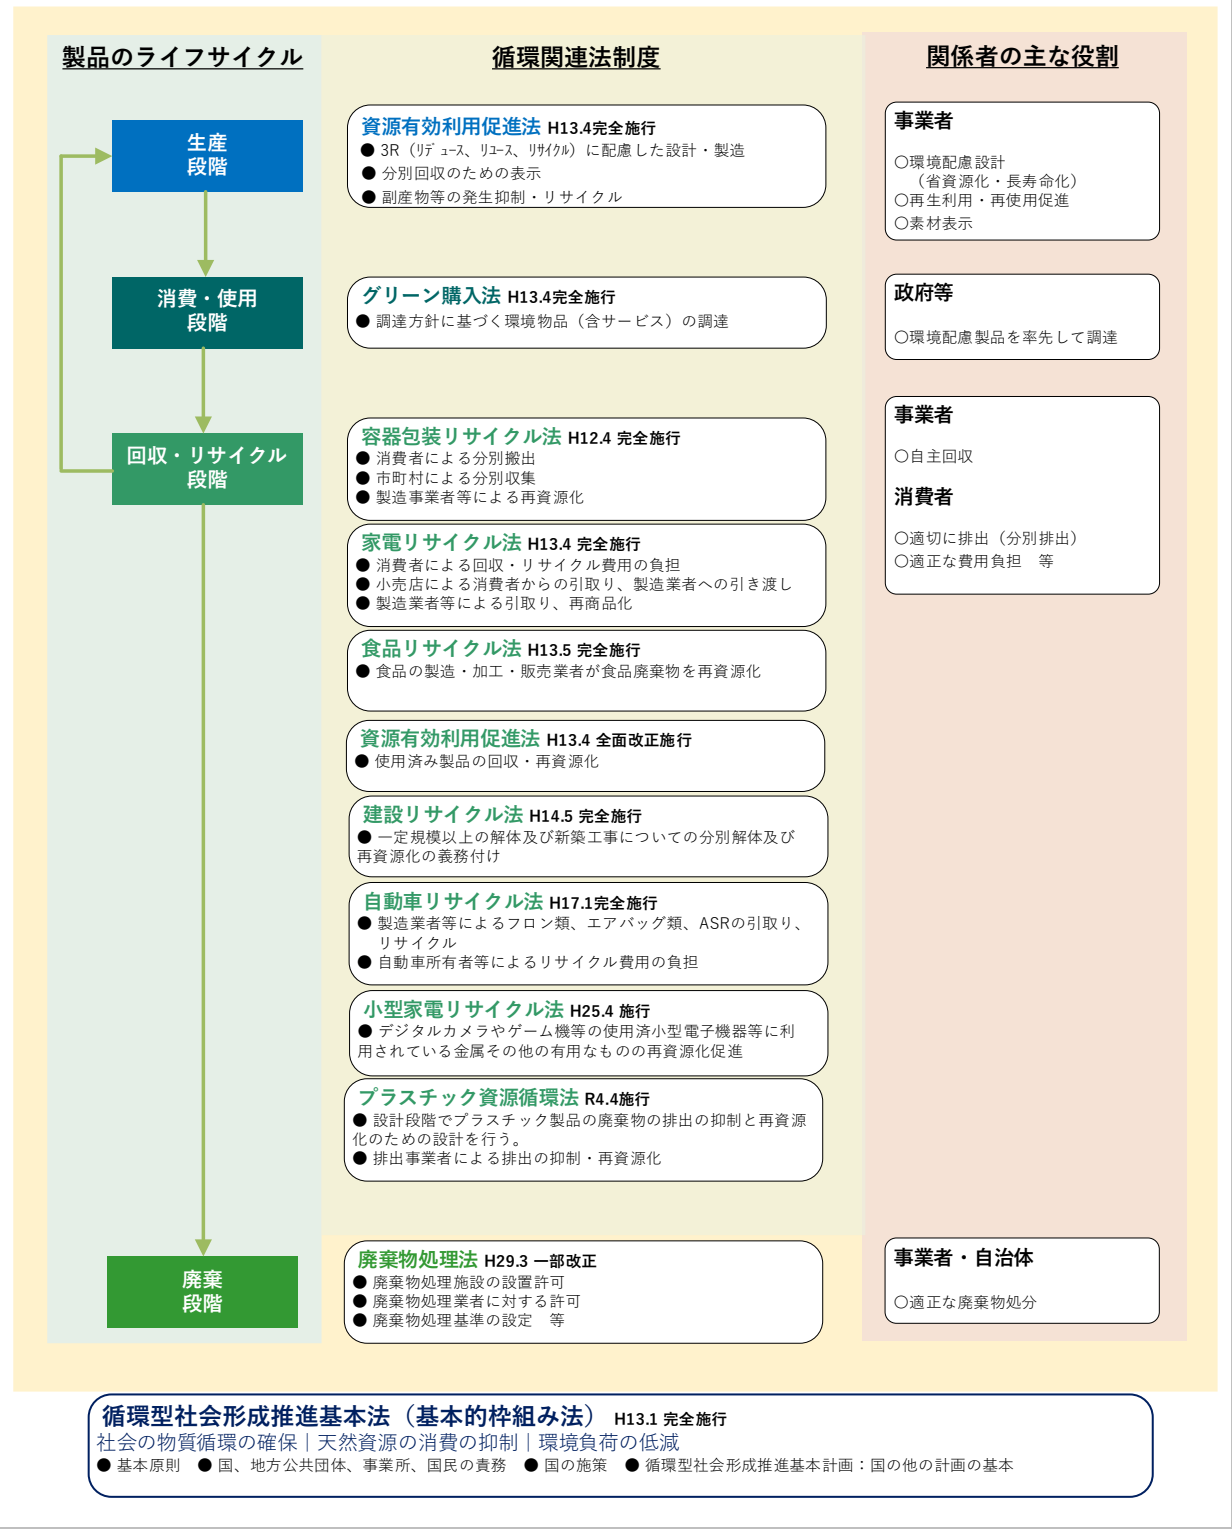 製品のライフサイクル
循環関連法制度
関係者の主な役割
生産
段階
資源有効利用促進法 H13.4完全施行
● 3R（ﾘﾃﾞｭｰｽ、ﾘﾕｰｽ、ﾘｻｲｸﾙ）に配慮した設計・製造
● 分別回収のための表示
● 副産物等の発生抑制・リサイクル
事業者
○環境配慮設計
（省資源化・長寿命化）
○再生利用・再使用促進
○素材表示
消費・使用
段階
グリーン購入法 H13.4完全施行
● 調達方針に基づく環境物品（含サービス）の調達
政府等
○環境配慮製品を率先して調達
回収・リサイクル
段階
容器包装リサイクル法 H12.4 完全施行
● 消費者による分別搬出
● 市町村による分別収集
● 製造事業者等による再資源化
事業者
○自主回収
消費者
○適切に排出（分別排出）
○適正な費用負担　等
家電リサイクル法 H13.4 完全施行
● 消費者による回収・リサイクル費用の負担
● 小売店による消費者からの引取り、製造業者への引き渡し
● 製造業者等による引取り、再商品化
食品リサイクル法 H13.5 完全施行
● 食品の製造・加工・販売業者が食品廃棄物を再資源化
資源有効利用促進法 H13.4 全面改正施行
● 使用済み製品の回収・再資源化
建設リサイクル法 H14.5 完全施行
● 一定規模以上の解体及び新築工事についての分別解体及び
再資源化の義務付け
自動車リサイクル法 H17.1完全施行
● 製造業者等によるフロン類、エアバッグ類、ASRの引取り、
リサイクル
● 自動車所有者等によるリサイクル費用の負担
小型家電リサイクル法 H25.4 施行
● デジタルカメラやゲーム機等の使用済小型電子機器等に利
用されている金属その他の有用なものの再資源化促進
プラスチック資源循環法 R4.4施行
● 設計段階でプラスチック製品の廃棄物の排出の抑制と再資源
化のための設計を行う。
● 排出事業者による排出の抑制・再資源化
廃棄
段階
廃棄物処理法 H29.3 一部改正
● 廃棄物処理施設の設置許可
● 廃棄物処理業者に対する許可
● 廃棄物処理基準の設定　等
事業者・自治体
○適正な廃棄物処分
循環型社会形成推進基本法（基本的枠組み法） H13.1 完全施行
社会の物質循環の確保｜天然資源の消費の抑制｜環境負荷の低減
● 基本原則　● 国、地方公共団体、事業所、国民の責務　● 国の施策　● 循環型社会形成推進基本計画：国の他の計画の基本